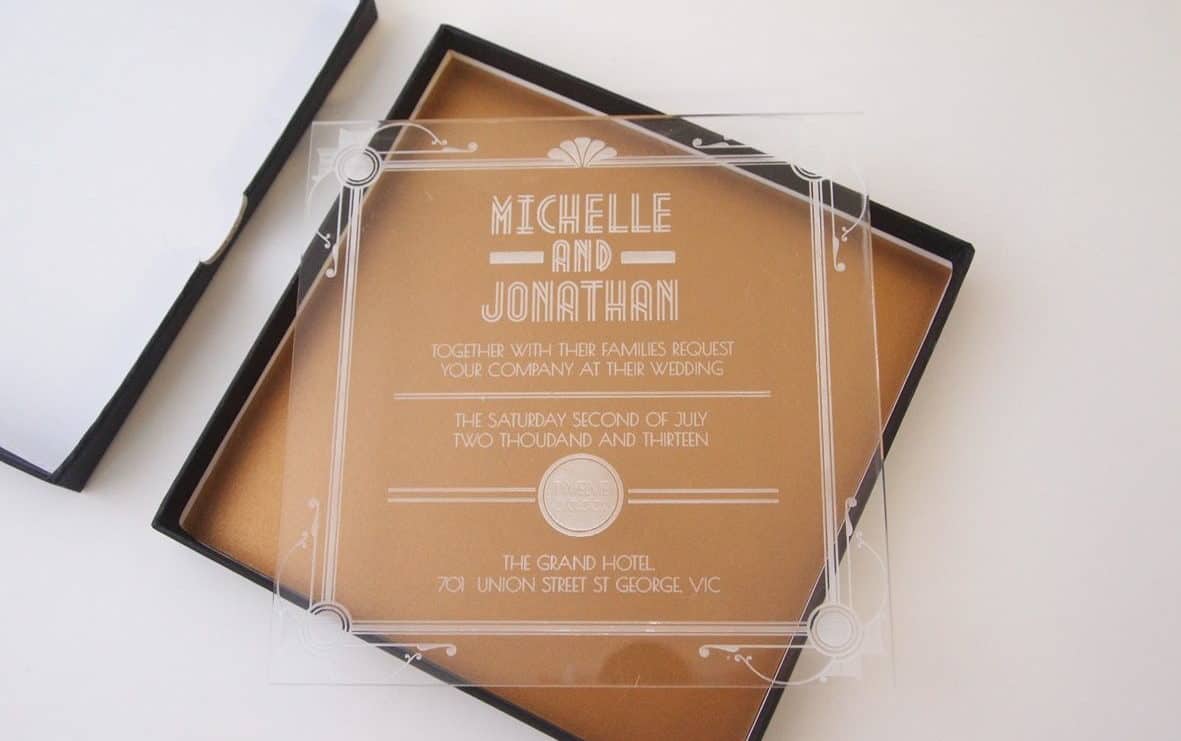 MICHELLE
AND
JONATHAN
TOGETHER WITH THEIR FAMILIES REQUEST
YOUR COMPANY AT THEIR WEDDING
THE SATURDAY SECOND OF JULY
TWO THOUDAND AND THIRTEEN
THE GRAND HOTEL,
701 UNION STREET ST GEORGE, VIC